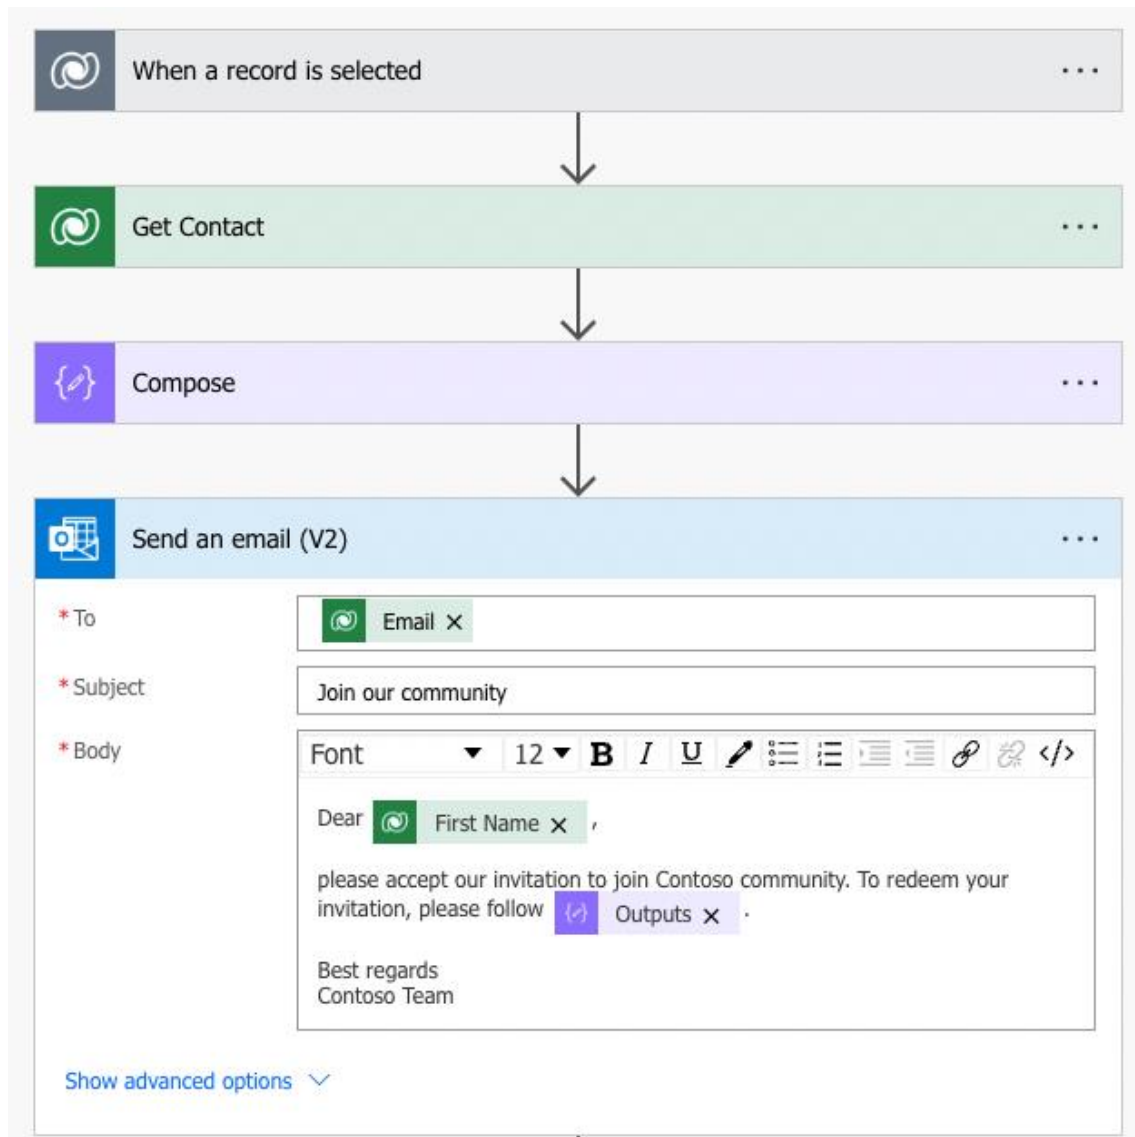 When a record is selected
Get Contact
Compose
Send an email (V2)
* To
Email ×
* Subject
Join our community
* Body
Font 12 B I U </>
Dear First Name × ,
please accept our invitation to join Contoso community. To redeem your
invitation, please follow Outputs × .
Best regards
Contoso Team
Show advanced options